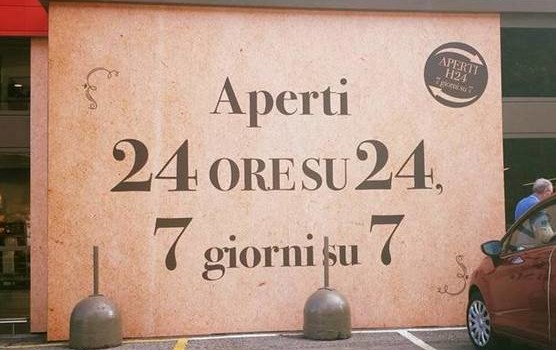 Aperti
24 ORE SU 24,
7 giorni su 7
APERTI
H24
7 giorni su 7